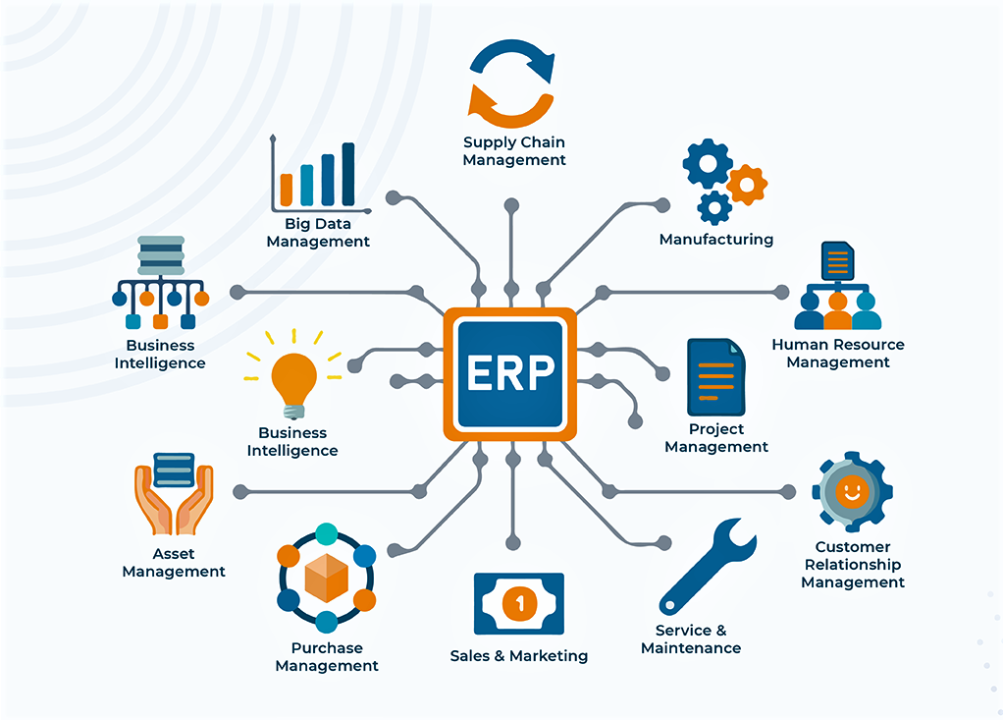 Supply Chain
Management
Big Data
Management
Manufacturing
Business
Intelligence
Human Resource
Management
ERP
Business
Intelligence
Project
Management
Asset
Management
Customer
Relationship
Management
Purchase
Management
1
Sales & Marketing
Service &
Maintenance